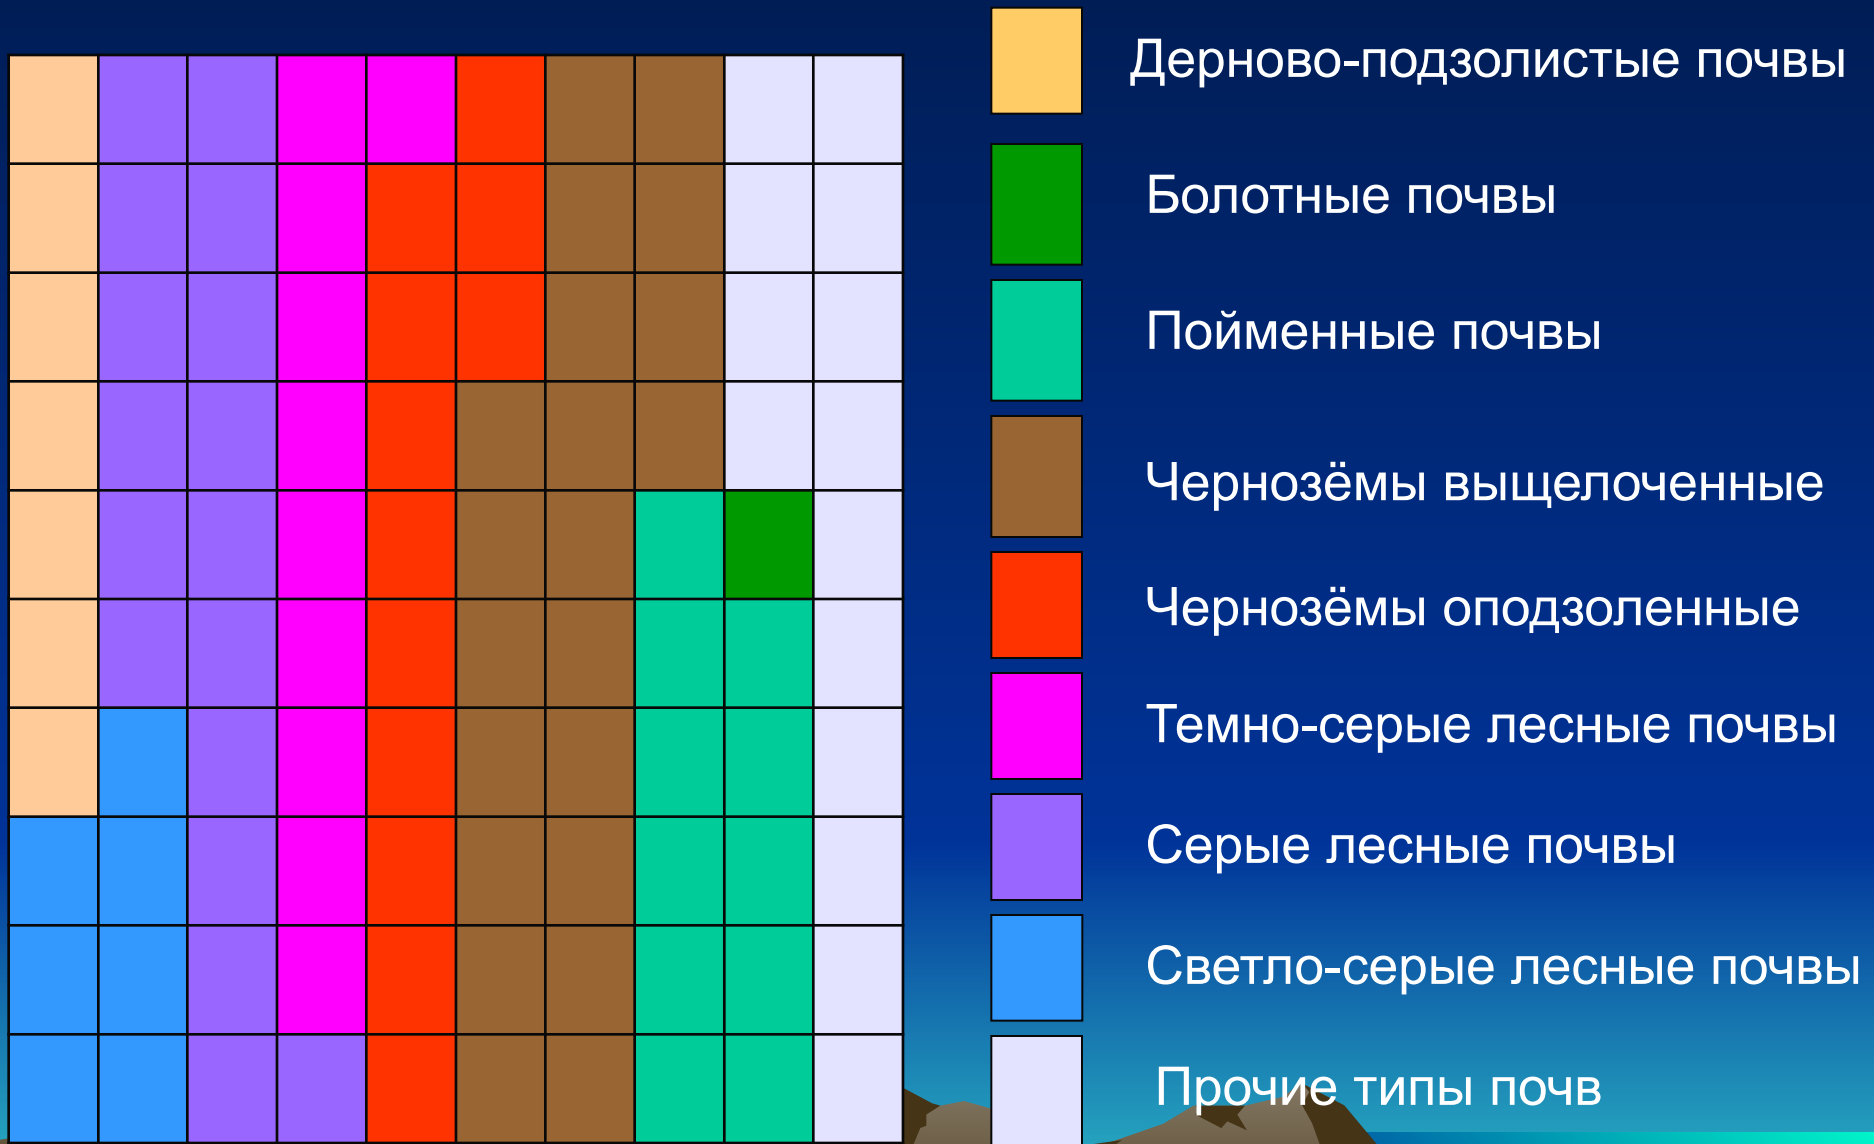 Дерново-подзолистые почвы
Болотные почвы
Пойменные почвы
Чернозёмы выщелоченные
Чернозёмы оподзоленные
Темно-серые лесные почвы
Серые лесные почвы
Светло-серые лесные почвы
Прочие типы почв